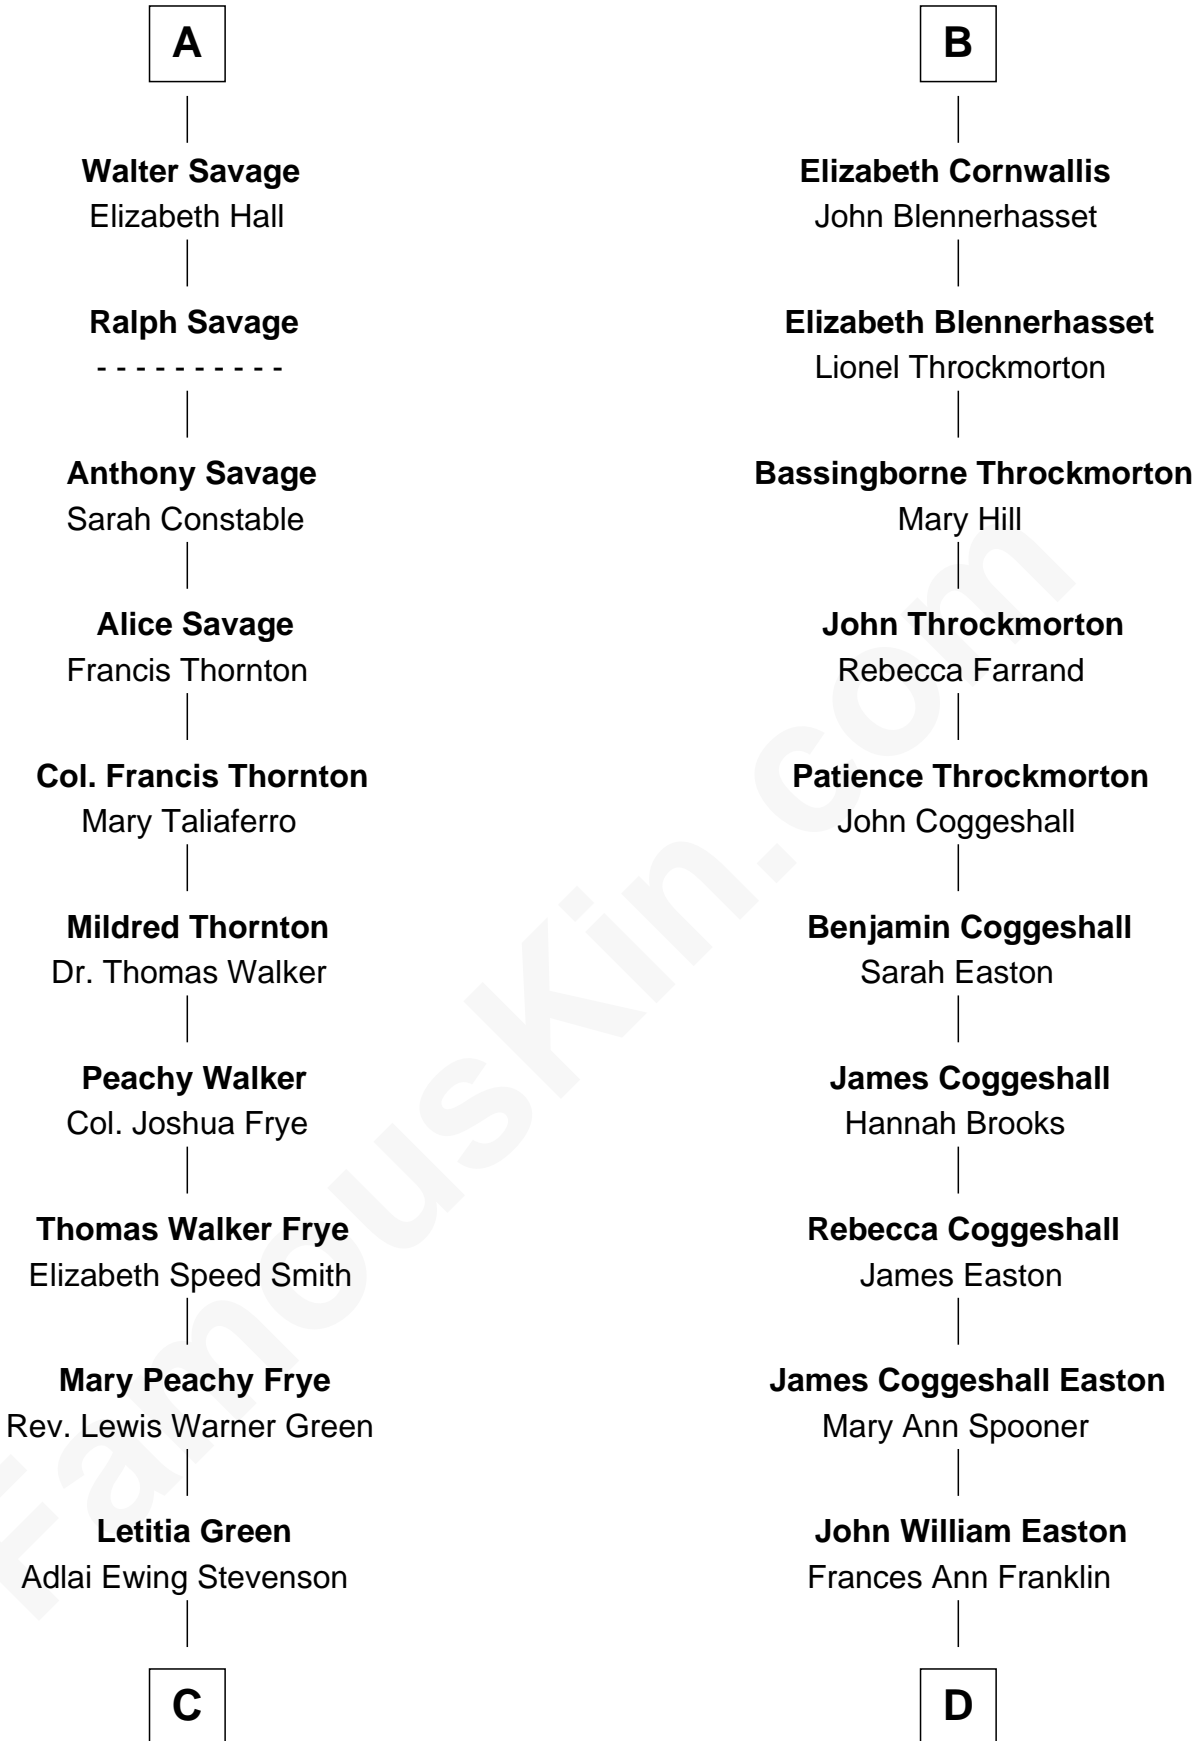 A
Walter Savage
Elizabeth Hall
Ralph Savage
- - - - - - - - - -
Anthony Savage
Sarah Constable
Alice Savage
Francis Thornton
Col. Francis Thornton
Mary Taliaferro
Mildred Thornton
Dr. Thomas Walker
Peachy Walker
Col. Joshua Frye
Thomas Walker Frye
Elizabeth Speed Smith
Mary Peachy Frye
Rev. Lewis Warner Green
Letitia Green
Adlai Ewing Stevenson
C
B
Elizabeth Cornwallis
John Blennerhasset
Elizabeth Blennerhasset
Lionel Throckmorton
Bassingborne Throckmorton
Mary Hill
John Throckmorton
Rebecca Farrand
Patience Throckmorton
John Coggeshall
Benjamin Coggeshall
Sarah Easton
James Coggeshall
Hannah Brooks
Rebecca Coggeshall
James Easton
James Coggeshall Easton
Mary Ann Spooner
John William Easton
Frances Ann Franklin
D
FamousKin.com